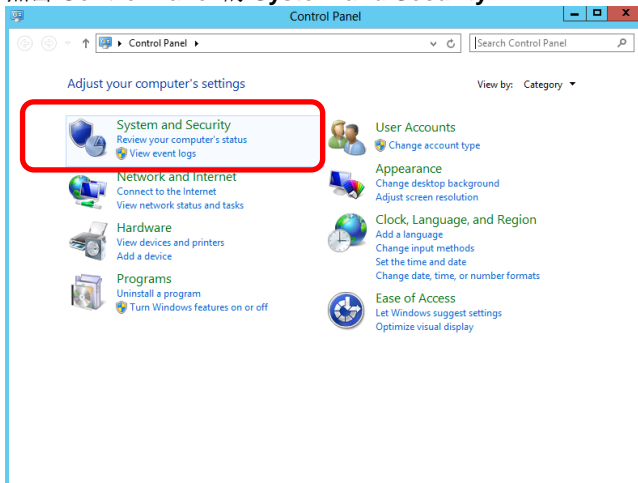 Control Panel
Control Panel
Search Control Panel
Adjust your computer's settings
View by: Category
System and Security
Review your computer's status
View event logs
Network and Internet
Connect to the Internet
View network status and tasks
Hardware
View devices and printers
Add a device
Programs
Uninstall a program
Turn Windows features on or off
User Accounts
Change account type
Appearance
Change desktop background
Adjust screen resolution
Clock, Language, and Region
Add a language
Change input methods
Set the time and date
Change date, time, or number formats
Ease of Access
Let Windows suggest settings
Optimize visual display